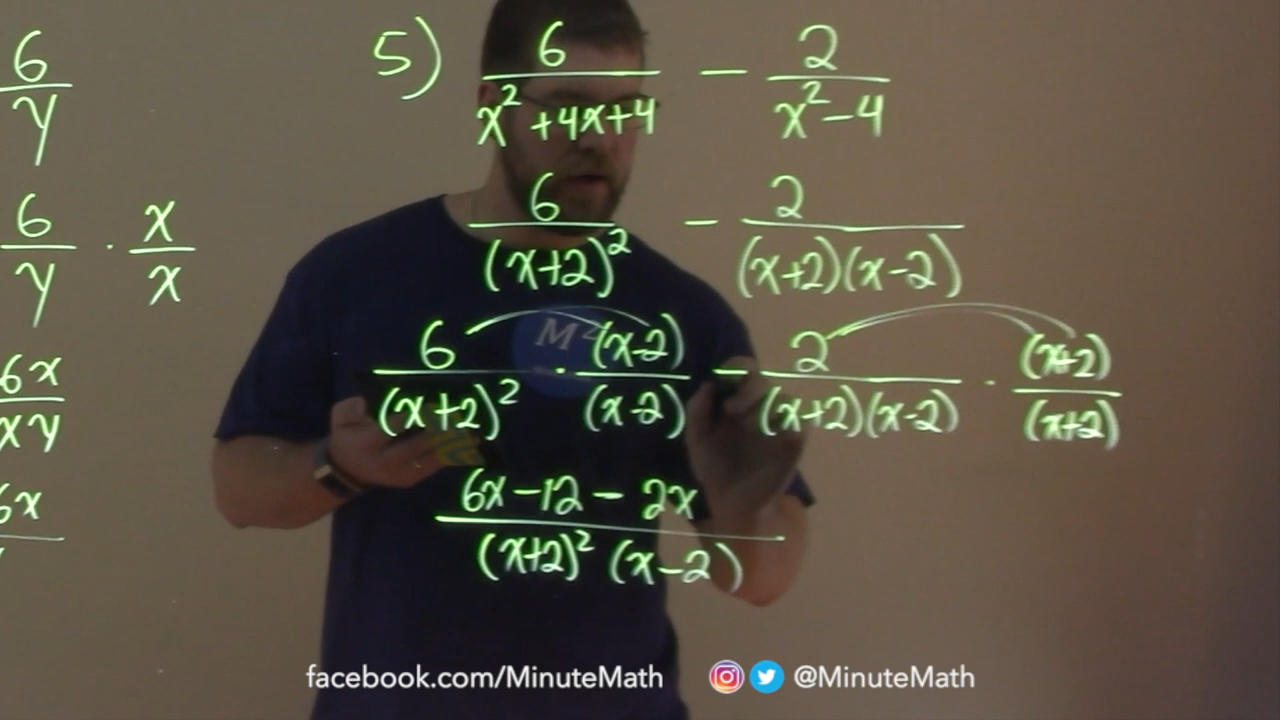 6/y
6/y · x/x
6x/xy
6x
5) 6/(x²+4x+4) − 2/(x²−4)
6/(x+2)² − 2/((x+2)(x−2))
6/(x+2)² · (x-2)/(x-2) − 2/((x+2)(x−2)) · (x+2)/(x+2)
(6x−12−2x)/((x+2)²(x−2))
M
facebook.com/MinuteMath @MinuteMath